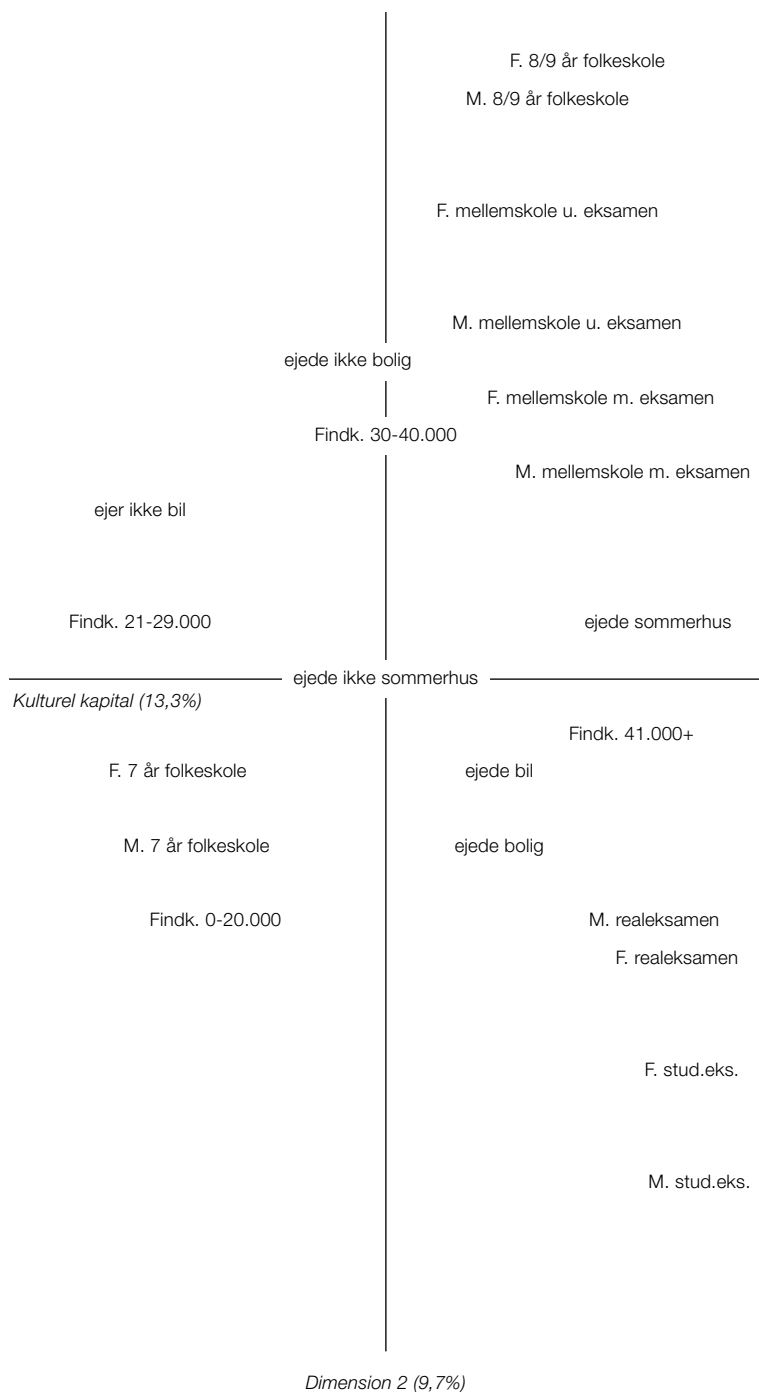 F. 8/9 år folkeskole
M. 8/9 år folkeskole
F. mellemskole u. eksamen
M. mellemskole u. eksamen
ejede ikke bolig
F. mellemskole m. eksamen
Findk. 30-40.000
M. mellemskole m. eksamen
ejer ikke bil
Findk. 21-29.000
ejede sommerhus
ejede ikke sommerhus
Kulturel kapital (13,3%)
Findk. 41.000+
F. 7 år folkeskole
ejede bil
M. 7 år folkeskole
ejede bolig
Findk. 0-20.000
M. realeksamen
F. realeksamen
F. stud.eks.
M. stud.eks.
Dimension 2 (9,7%)